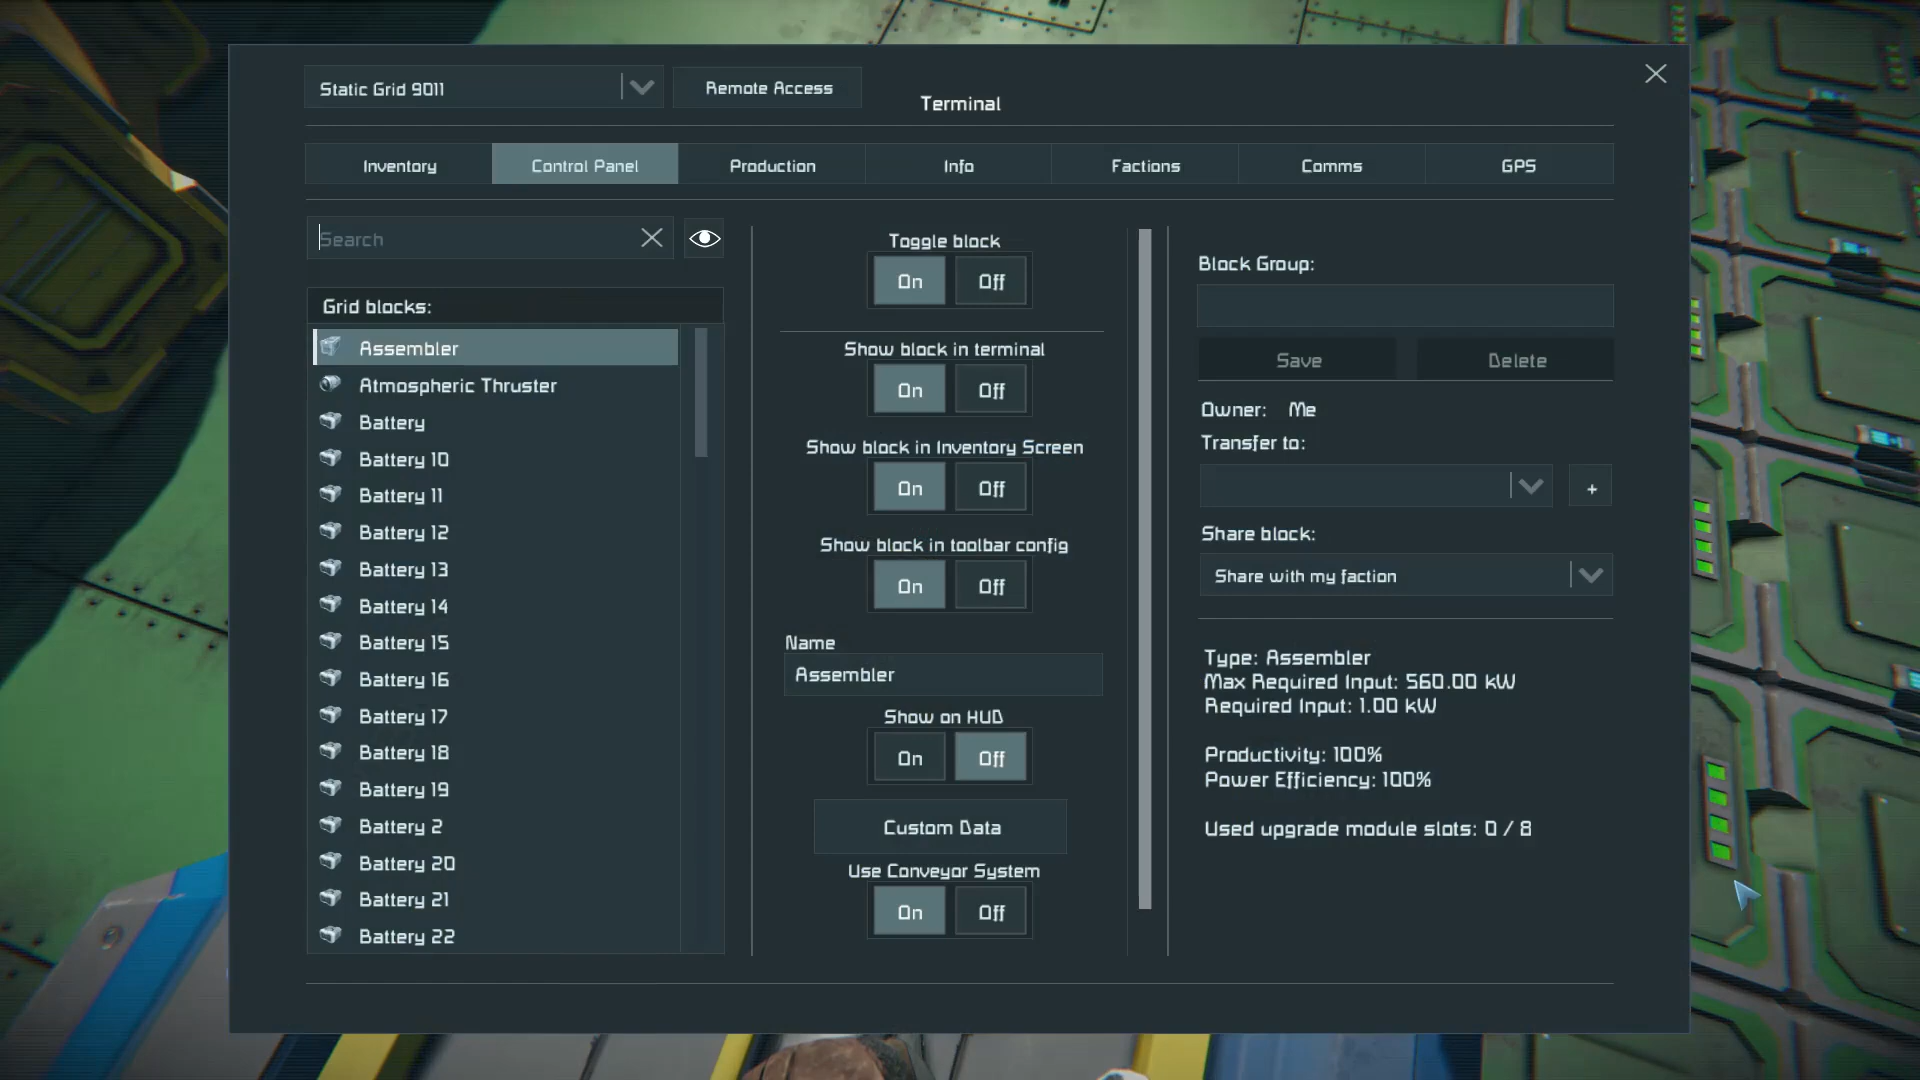 Static Grid 9011
Remote Access
Terminal
Inventory
Control Panel
Production
Info
Factions
Comms
GPS
Search
Grid blocks:
Assembler
Atmospheric Thruster
Battery
Battery 10
Battery 11
Battery 12
Battery 13
Battery 14
Battery 15
Battery 16
Battery 17
Battery 18
Battery 19
Battery 2
Battery 20
Battery 21
Battery 22
Toggle block
On Off
Show block in terminal
On Off
Show block in Inventory Screen
On Off
Show block in toolbar config
On Off
Name
Assembler
Show on HUD
On Off
Custom Data
Use Conveyor System
On Off
Block Group:
Save
Delete
Owner: Me
Transfer to:
+
Share block:
Share with my faction
Type: Assembler
Max Required Input: 560.00 kW
Required Input: 1.00 kW
Productivity: 100%
Power Efficiency: 100%
Used upgrade module slots: 0 / 8